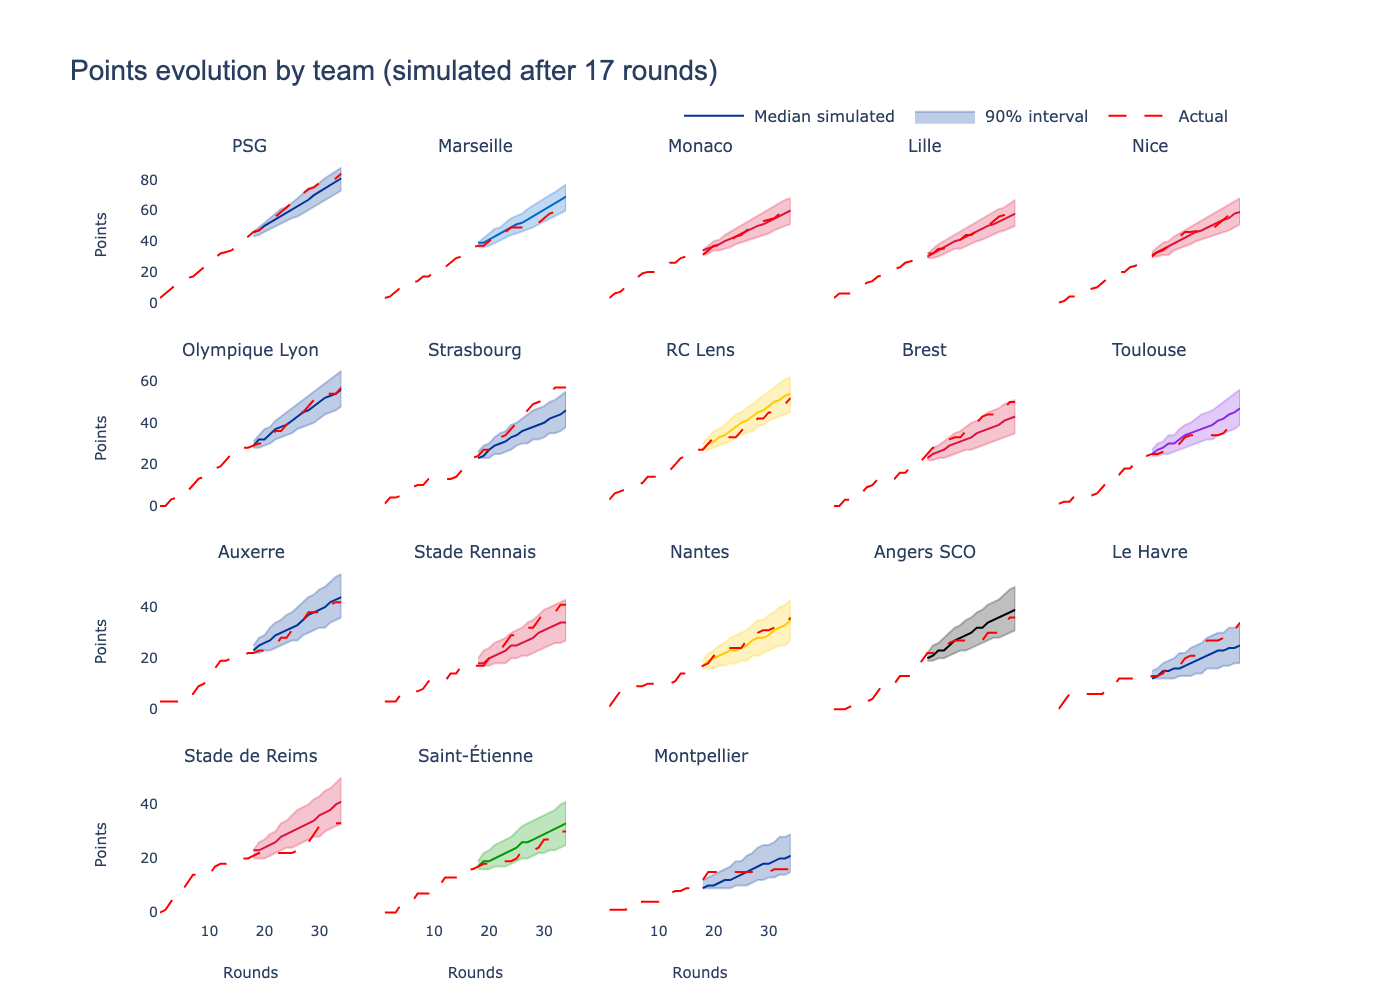 Points evolution by team (simulated after 17 rounds)
Median simulated 90% interval Actual
PSG Marseille Monaco Lille Nice
Points
80
60
40
20
0
Olympique Lyon Strasbourg RC Lens Brest Toulouse
Points
60
40
20
0
Auxerre Stade Rennais Nantes Angers SCO Le Havre
Points
40
20
0
Stade de Reims Saint-Étienne Montpellier
Points
40
20
0
10 20 30 10 20 30 10 20 30
Rounds Rounds Rounds